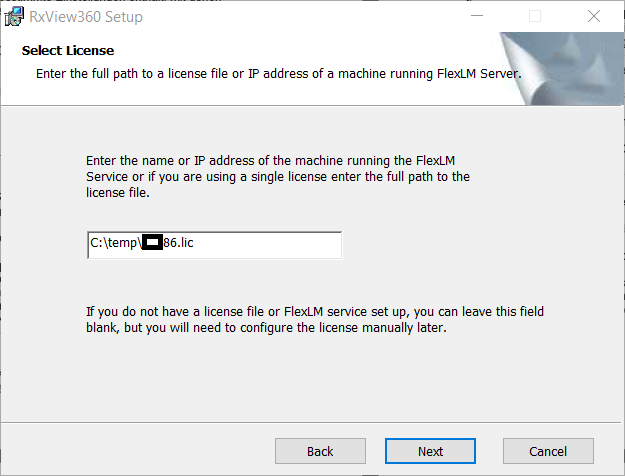 RxView360 Setup
Select License
Enter the full path to a license file or IP address of a machine running FlexLM Server.
Enter the name or IP address of the machine running the FlexLM
Service or if you are using a single license enter the full path to the
license file.
C:\temp\86.lic
If you do not have a license file or FlexLM service set up, you can leave this field
blank, but you will need to configure the license manually later.
Back
Next
Cancel